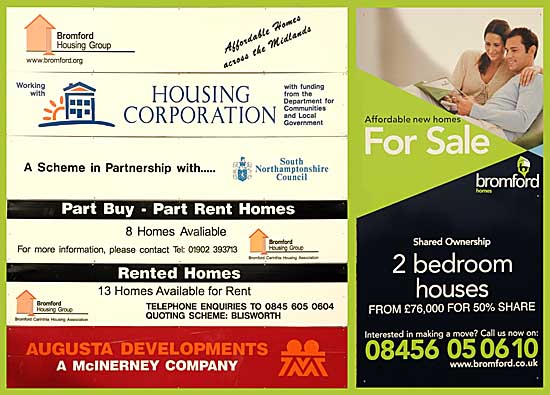 Bromford
Housing Group
www.bromford.org
Affordable Homes
across the Midlands
Working
with
HOUSING
CORPORATION
with funding
from the
Department for
Communities
and Local
Government
A Scheme in Partnership with.....
South
Northamptonshire
Council
Part Buy - Part Rent Homes
8 Homes Avaliable
For more information, please contact Tel: 01902 393713
Bromford
Housing Group
Bromford Carinthia Housing Association
Rented Homes
13 Homes Available for Rent
Bromford
Housing Group
Bromford Carinthia Housing Association
TELEPHONE ENQUIRIES TO 0845 605 0604
QUOTING SCHEME: BLISWORTH
AUGUSTA DEVELOPMENTS
A McINERNEY COMPANY
Affordable new homes
For Sale
bromford
homes
Shared Ownership
2 bedroom
houses
FROM £76,000 FOR 50% SHARE
Interested in making a move? Call us now on:
08456 05 0610
www.bromford.co.uk